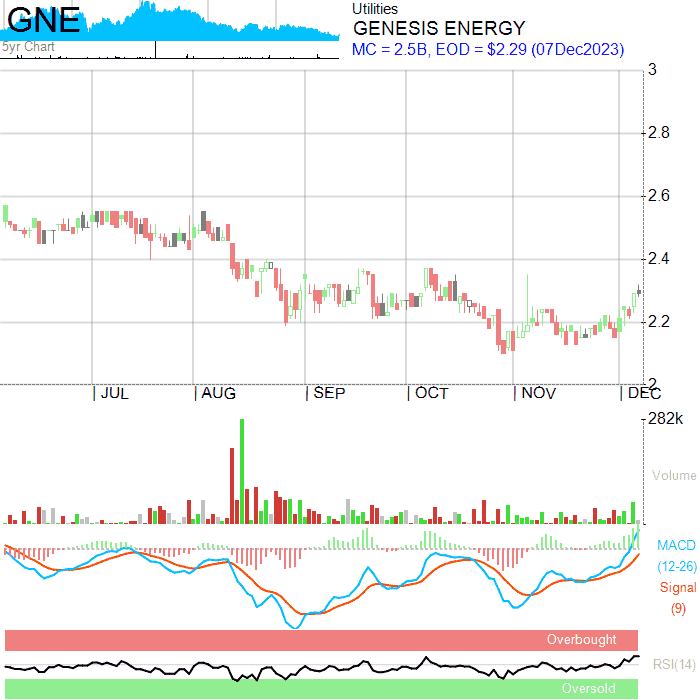 GNE
5yr Chart
Utilities
GENESIS ENERGY
MC = 2.5B, EOD = $2.29 (07Dec2023)
3
2.8
2.6
2.4
2.2
2
JUL AUG SEP OCT NOV DEC
282k
Volume
MACD
(12-26)
Signal
(9)
Overbought
RSI(14)
Oversold